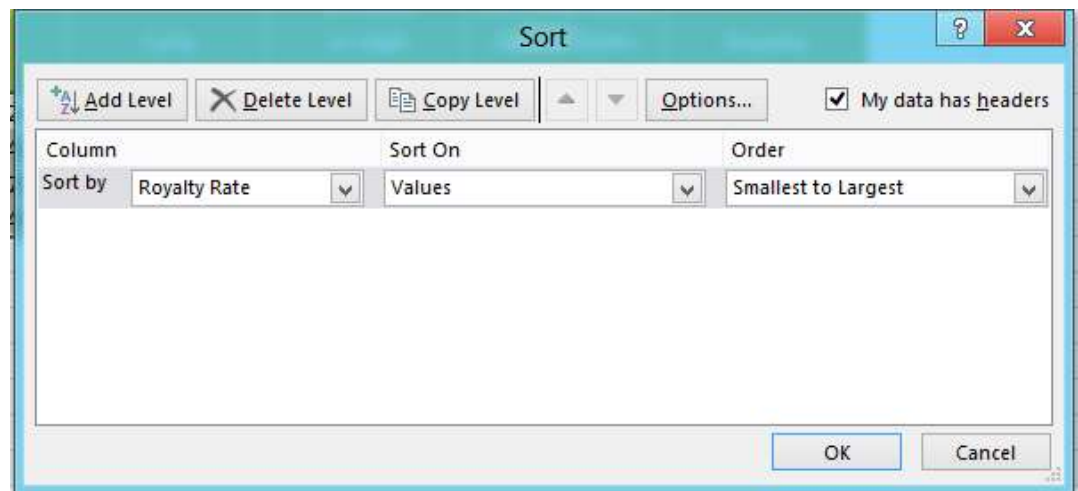 Sort
? X
Add Level Delete Level Copy Level Options... My data has headers
Column Sort On Order
Sort by Royalty Rate Values Smallest to Largest
OK Cancel